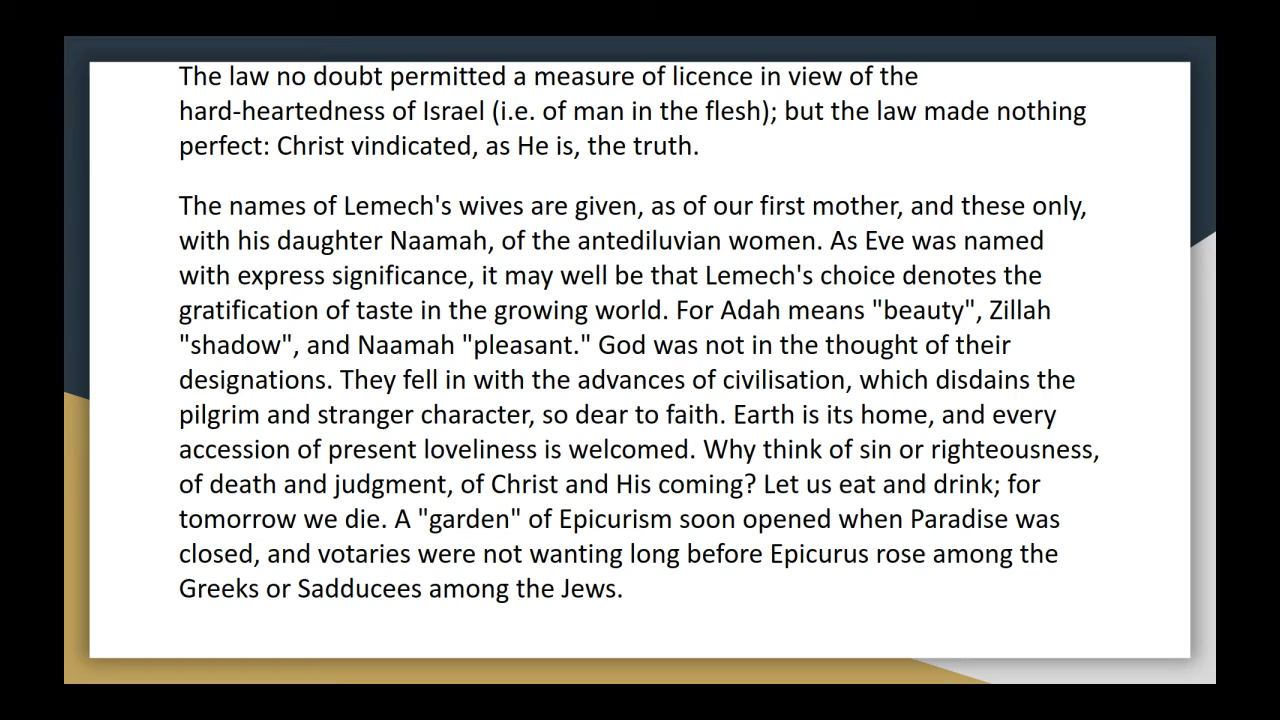 The law no doubt permitted a measure of licence in view of the
hard-heartedness of Israel (i.e. of man in the flesh); but the law made nothing
perfect: Christ vindicated, as He is, the truth.
The names of Lemech's wives are given, as of our first mother, and these only,
with his daughter Naamah, of the antediluvian women. As Eve was named
with express significance, it may well be that Lemech's choice denotes the
gratification of taste in the growing world. For Adah means "beauty", Zillah
"shadow", and Naamah "pleasant." God was not in the thought of their
designations. They fell in with the advances of civilisation, which disdains the
pilgrim and stranger character, so dear to faith. Earth is its home, and every
accession of present loveliness is welcomed. Why think of sin or righteousness,
of death and judgment, of Christ and His coming? Let us eat and drink; for
tomorrow we die. A "garden" of Epicurism soon opened when Paradise was
closed, and votaries were not wanting long before Epicurus rose among the
Greeks or Sadducees among the Jews.